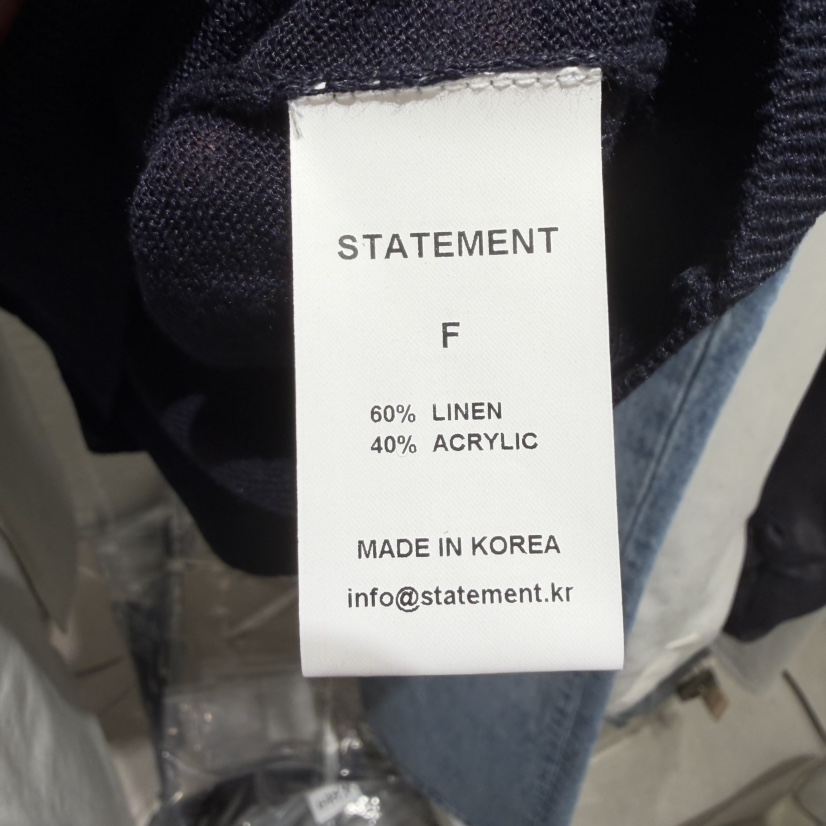 STATEMENT
F
60% LINEN
40% ACRYLIC
MADE IN KOREA
info@statement.kr